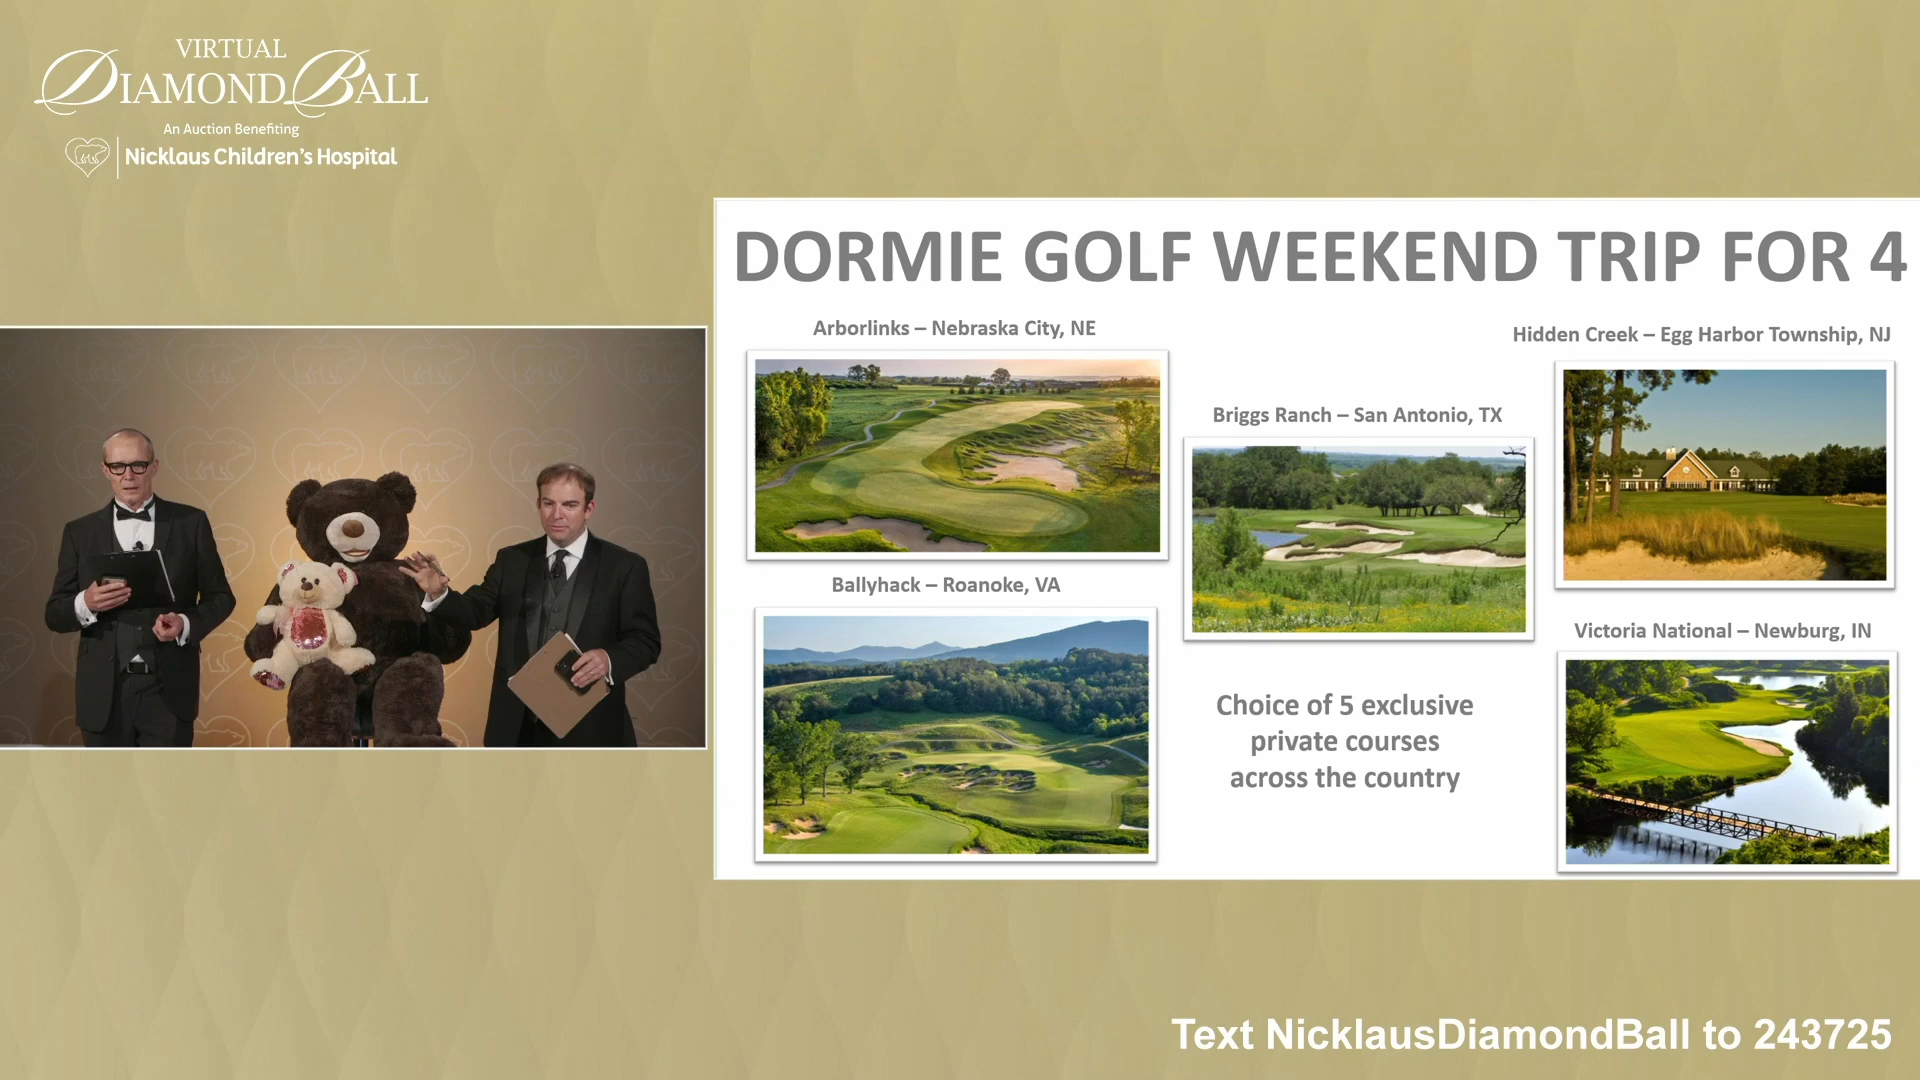 VIRTUAL
DIAMOND BALL
An Auction Benefiting
Nicklaus Children's Hospital
DORMIE GOLF WEEKEND TRIP FOR 4
Arborlinks – Nebraska City, NE
Hidden Creek – Egg Harbor Township, NJ
Briggs Ranch – San Antonio, TX
Ballyhack – Roanoke, VA
Victoria National – Newburg, IN
Choice of 5 exclusive
private courses
across the country
Text NicklausDiamondBall to 243725